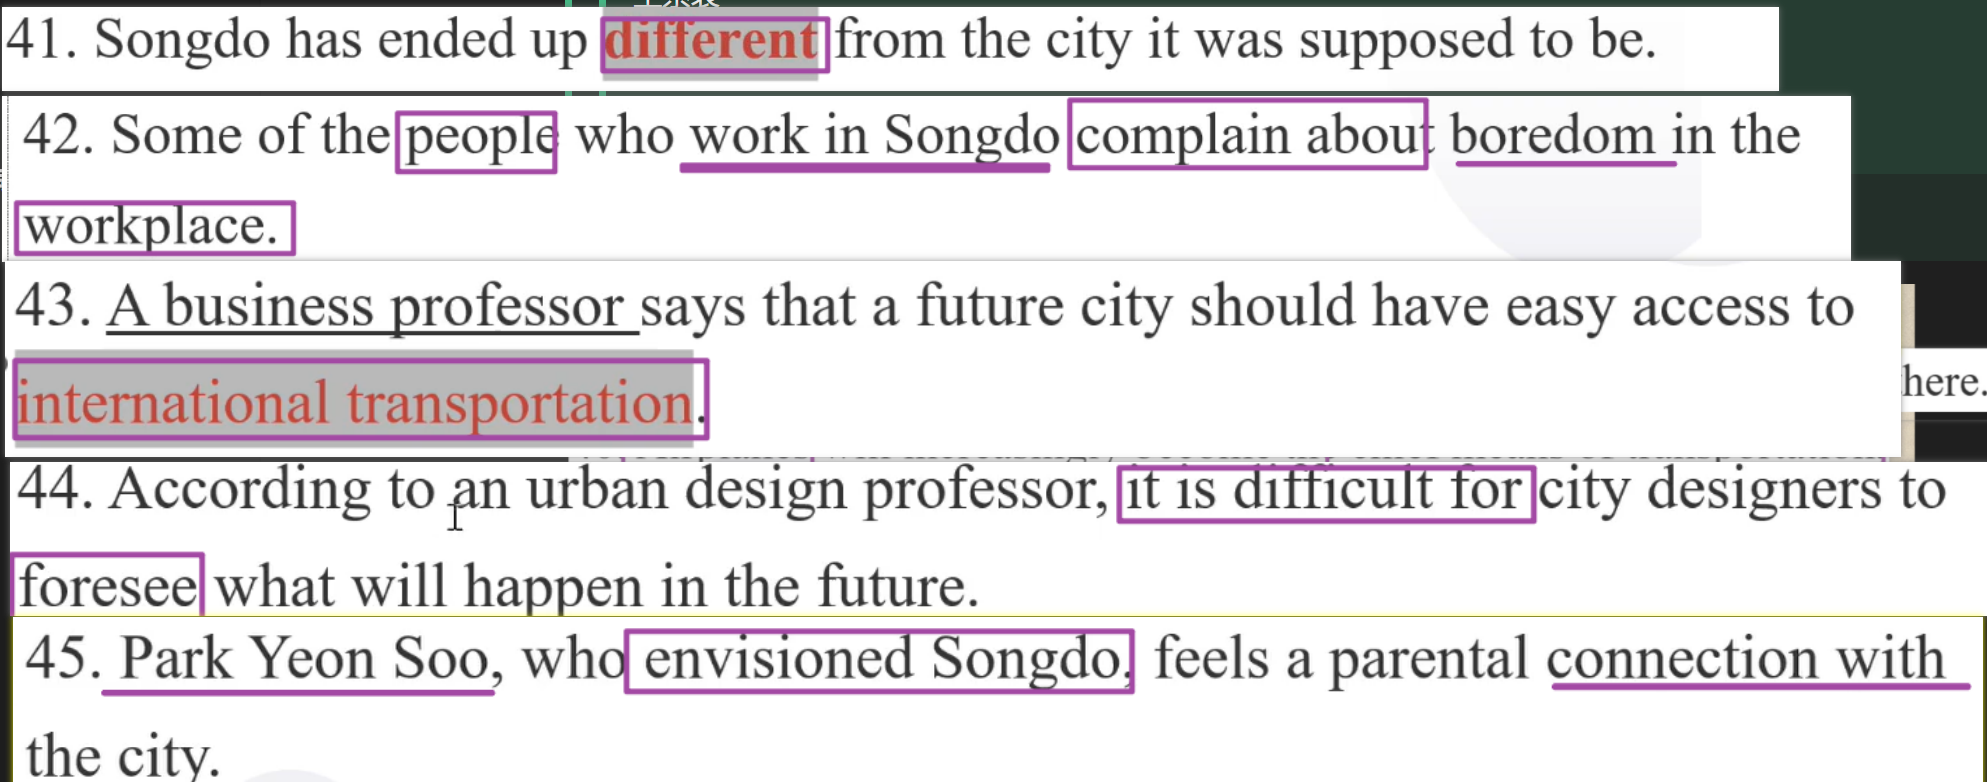 41. Songdo has ended up different from the city it was supposed to be.
42. Some of the people who work in Songdo complain about boredom in the
workplace.
43. A business professor says that a future city should have easy access to
international transportation.
here.
44. According to an urban design professor, it is difficult for city designers to
foresee what will happen in the future.
45. Park Yeon Soo, who envisioned Songdo, feels a parental connection with
the city.